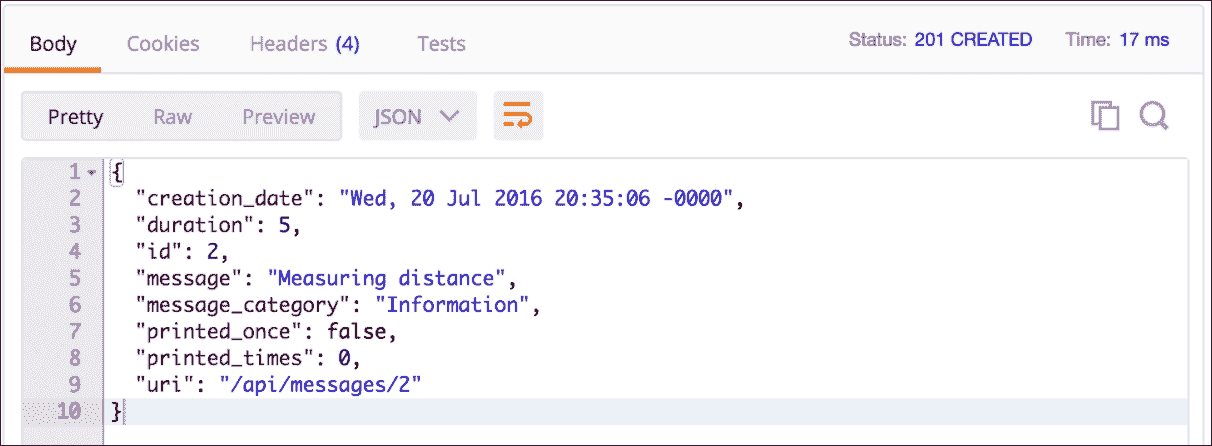 Body Cookies Headers (4) Tests Status: 201 CREATED Time: 17 ms
Pretty Raw Preview JSON
1 {
2 "creation_date": "Wed, 20 Jul 2016 20:35:06 -0000",
3 "duration": 5,
4 "id": 2,
5 "message": "Measuring distance",
6 "message_category": "Information",
7 "printed_once": false,
8 "printed_times": 0,
9 "uri": "/api/messages/2"
10 }